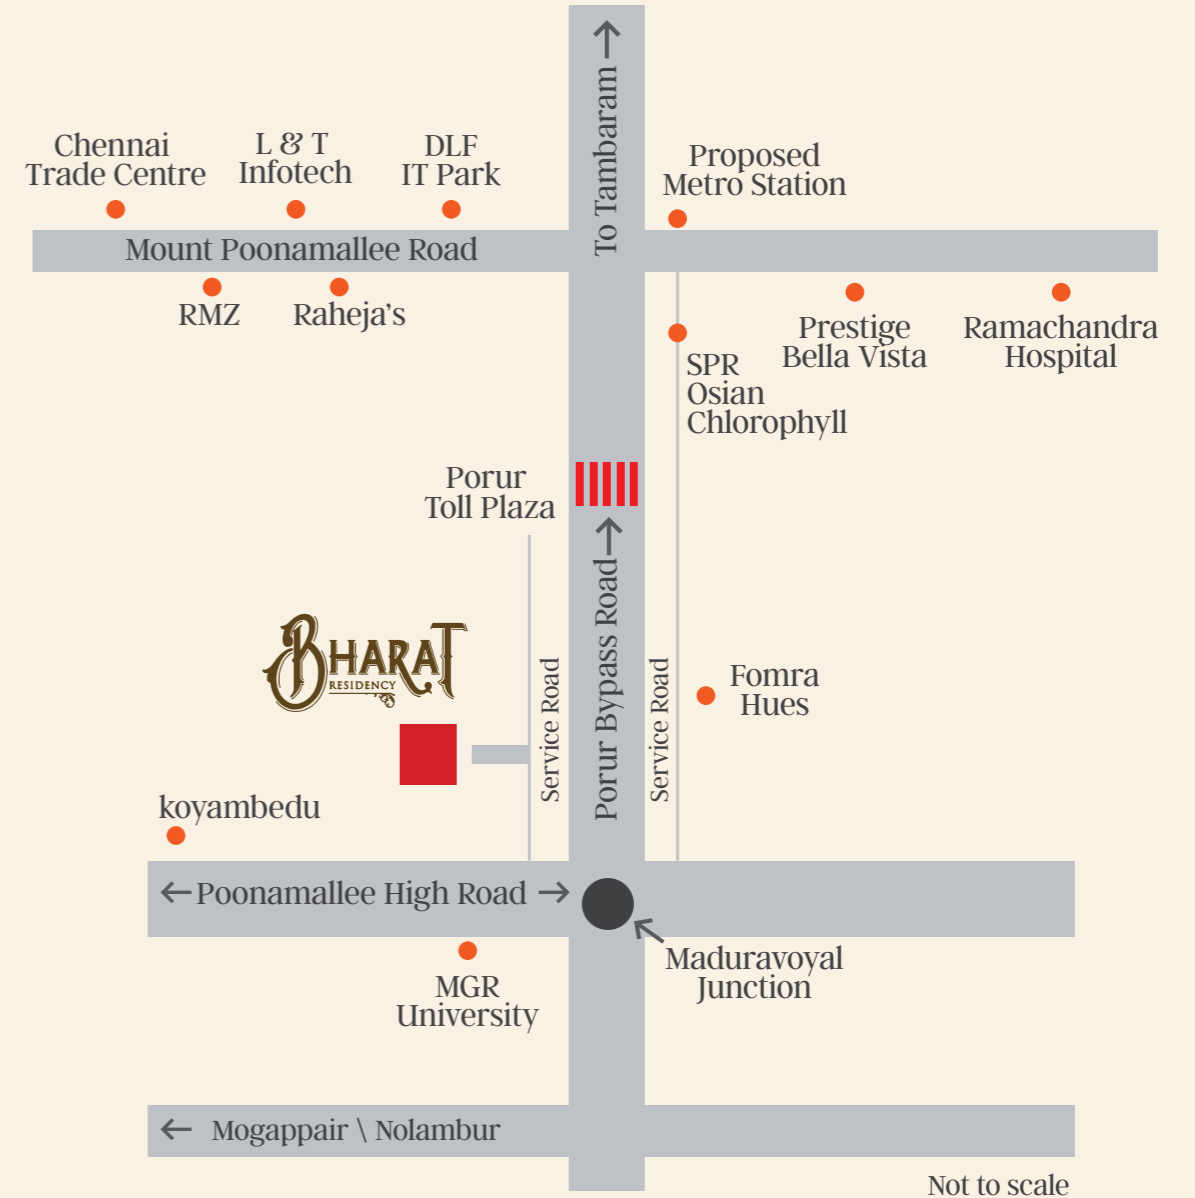 To Tambaram
Chennai
Trade Centre
L & T
Infotech
DLF
IT Park
Proposed
Metro Station
Mount Poonamallee Road
RMZ
Raheja's
Prestige
Bella Vista
Ramachandra
Hospital
SPR
Osian
Chlorophyll
Porur
Toll Plaza
Porur Bypass Road
BHARAT
RESIDENCY
Service Road
Service Road
Fomra
Hues
koyambedu
Poonamallee High Road
Maduravoyal
Junction
MGR
University
Mogappair \ Nolambur
Not to scale